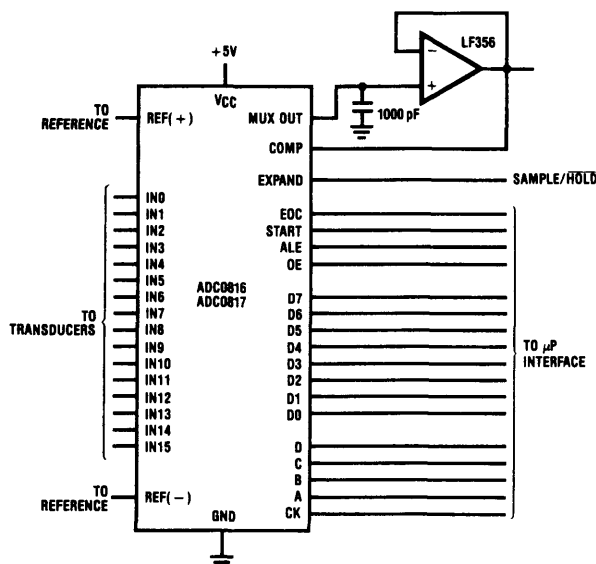 LF356
+5V
VCC
TO
REFERENCE
REF(+)
MUX OUT
−
+
1000 pF
COMP
EXPAND
SAMPLE/HOLD
IN0
IN1
IN2
IN3
IN4
IN5
IN6
IN7
IN8
IN9
IN10
IN11
IN12
IN13
IN14
IN15
TO
TRANSDUCERS
ADC0816
ADC0817
EOC
START
ALE
OE
D7
D6
D5
D4
D3
D2
D1
D0
D
C
B
A
CK
TO µP
INTERFACE
TO
REFERENCE
REF(−)
GND